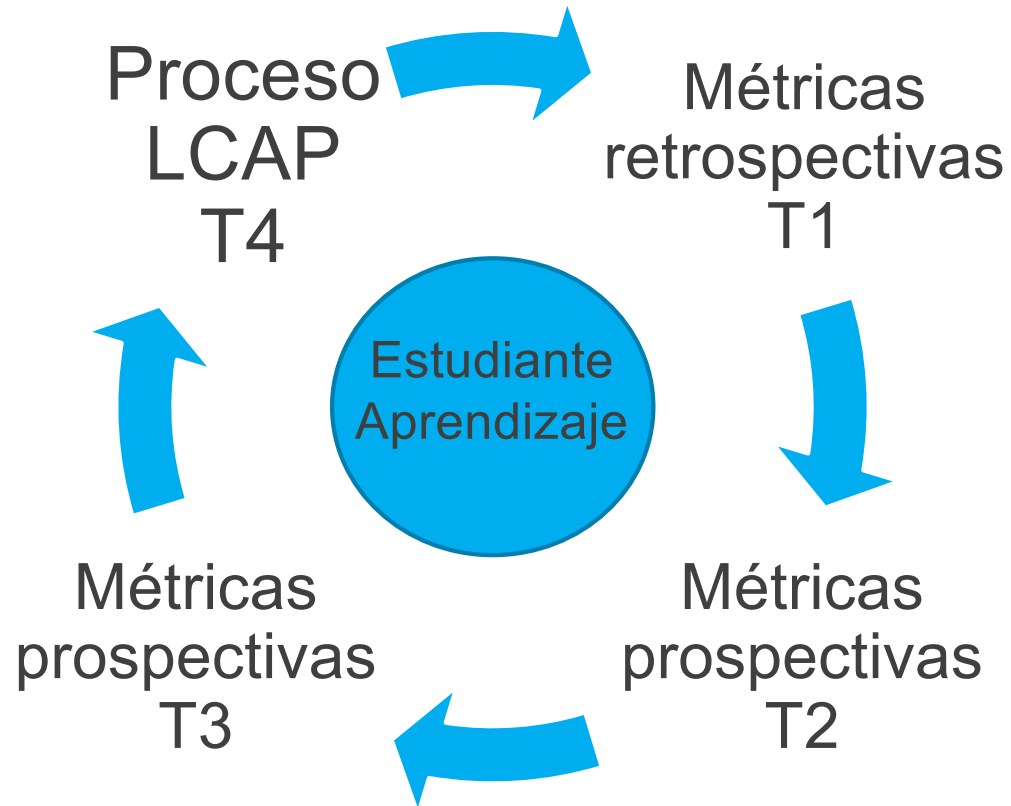 Proceso
LCAP
T4
Métricas
retrospectivas
T1
Estudiante
Aprendizaje
Métricas
prospectivas
T3
Métricas
prospectivas
T2